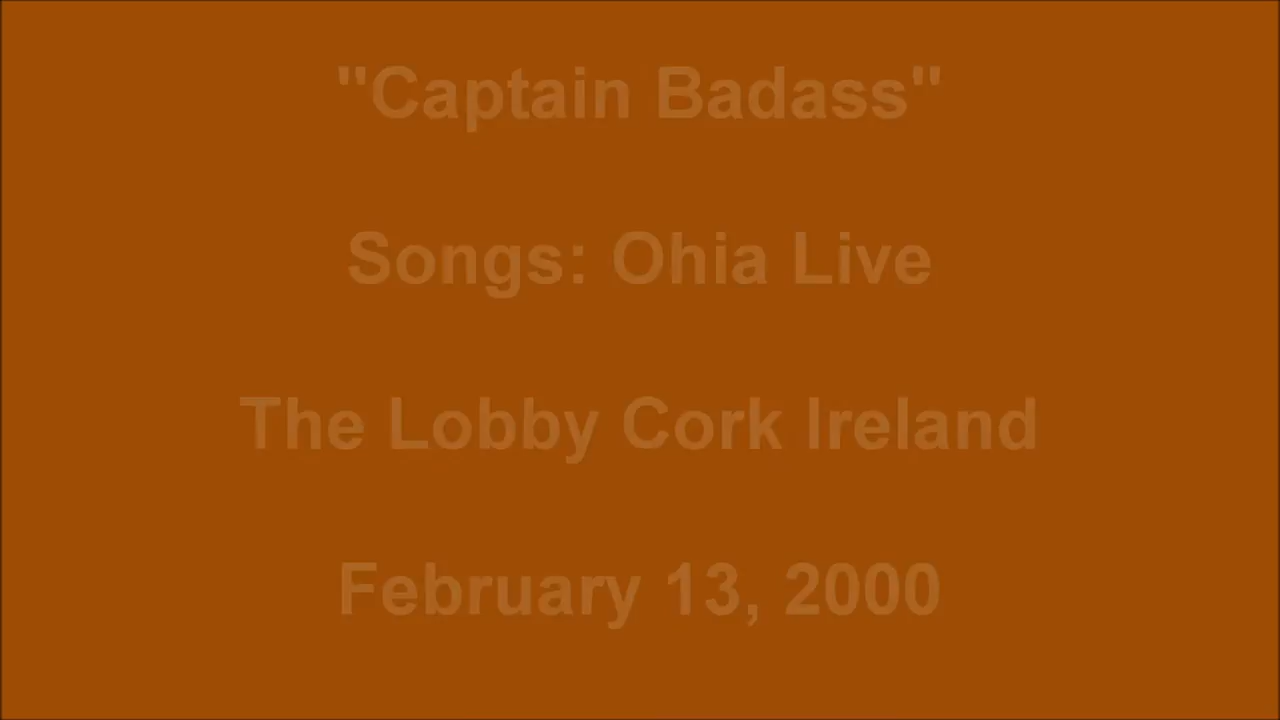 "Captain Badass"
Songs: Ohia Live
The Lobby Cork Ireland
February 13, 2000